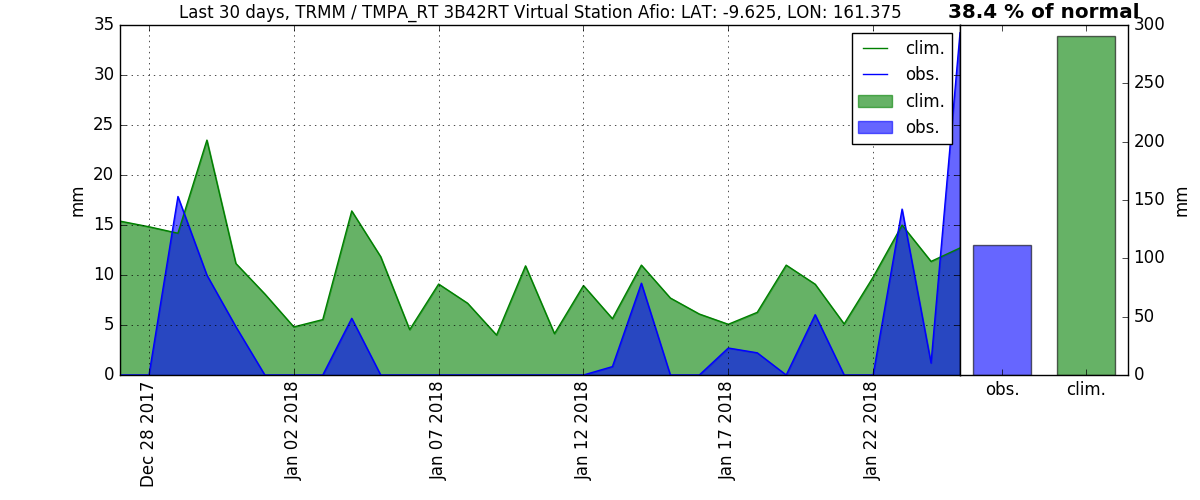 Last 30 days, TRMM / TMPA_RT 3B42RT Virtual Station Afio: LAT: -9.625, LON: 161.375
38.4 % of normal
35
30
25
20
15
10
5
0
mm
clim.
obs.
clim.
obs.
Dec 28 2017
Jan 02 2018
Jan 07 2018
Jan 12 2018
Jan 17 2018
Jan 22 2018
300
250
200
150
100
50
0
mm
obs.
clim.